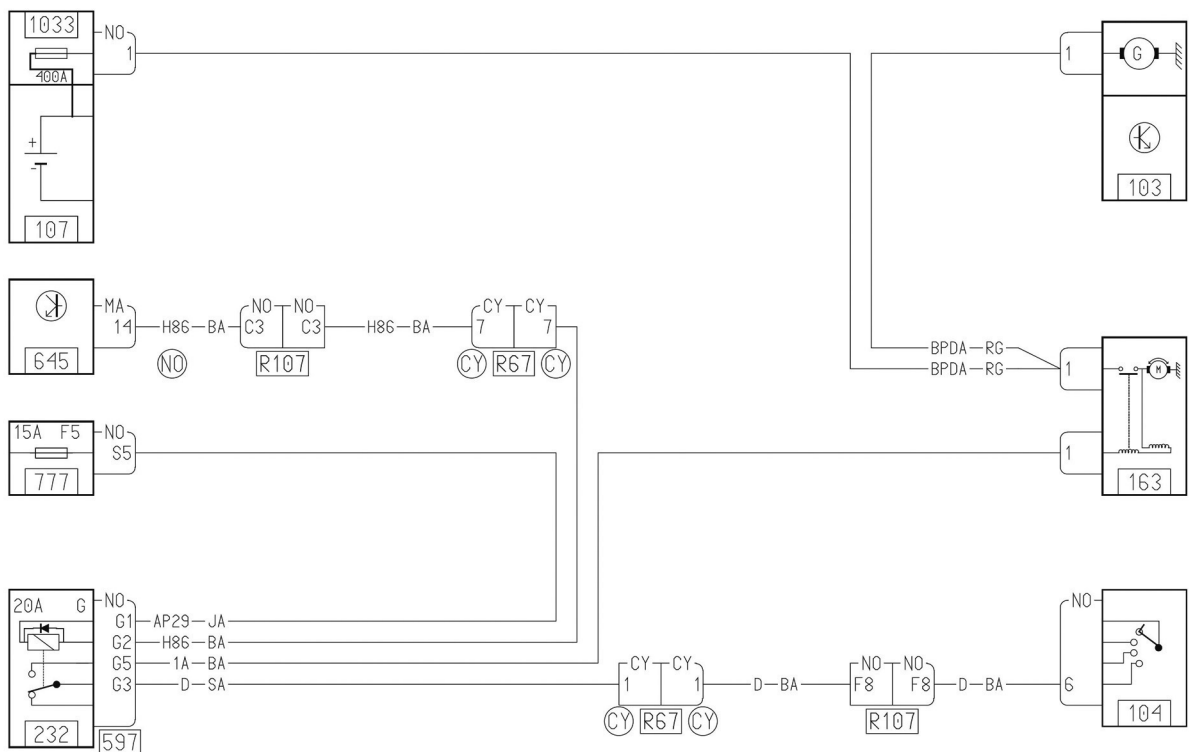 1033
NO
1
400A
+
-
107
1
G
103
MA
14
H86 BA
NO
645
NO NO
C3 C3
R107
H86 BA
CY CY
7 7
CY R67 CY
BPDA RG
BPDA RG
1
M
1
163
15A F5
NO
S5
777
20A G
NO
G1 AP29 JA
G2 H86 BA
G5 1A BA
G3 D SA
232
597
CY CY
1 1
CY R67 CY
D BA
NO NO
F8 F8
R107
D BA
NO
6
104